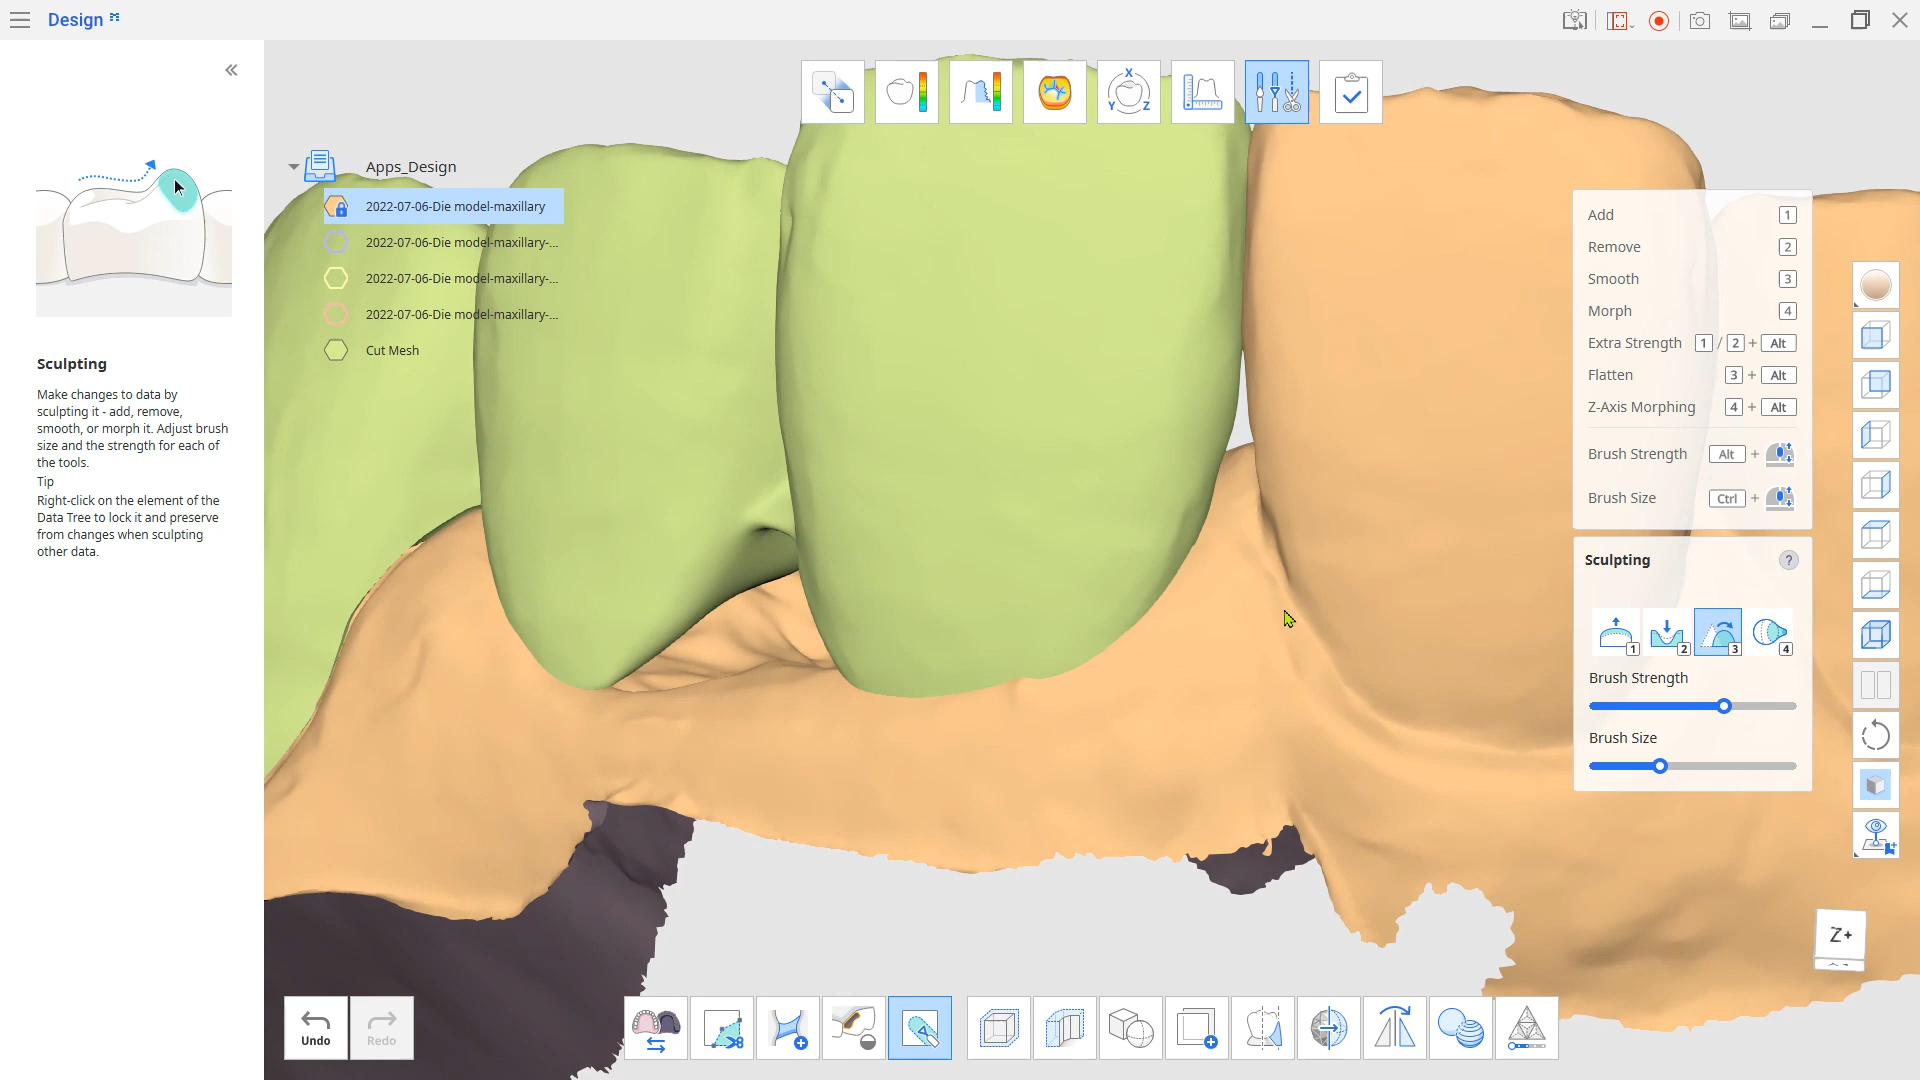 Design
Apps_Design
2022-07-06-Die model-maxillary
2022-07-06-Die model-maxillary-...
2022-07-06-Die model-maxillary-...
2022-07-06-Die model-maxillary-...
Cut Mesh
Sculpting
Make changes to data by
sculpting it - add, remove,
smooth, or morph it. Adjust brush
size and the strength for each of
the tools.
Tip
Right-click on the element of the
Data Tree to lock it and preserve
from changes when sculpting
other data.
X
Y Z
Add 1
Remove 2
Smooth 3
Morph 4
Extra Strength 1 / 2 + Alt
Flatten 3 + Alt
Z-Axis Morphing 4 + Alt
Brush Strength Alt +
Brush Size Ctrl +
Sculpting ?
1 2 3 4
Brush Strength
Brush Size
Z+
Undo Redo